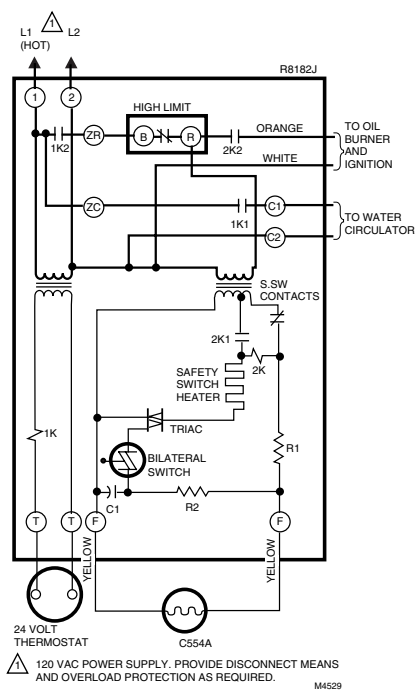 1
L1
(HOT)
L2
R8182J
1
2
HIGH LIMIT
1K2
ZR
B
R
2K2
ORANGE
TO OIL
BURNER
AND
IGNITION
WHITE
ZC
1K1
C1
C2
TO WATER
CIRCULATOR
S.SW
CONTACTS
2K1
2K
SAFETY
SWITCH
HEATER
TRIAC
1K
R1
BILATERAL
SWITCH
C1
R2
T
T
F
F
YELLOW
YELLOW
24 VOLT
THERMOSTAT
C554A
1
120 VAC POWER SUPPLY. PROVIDE DISCONNECT MEANS
AND OVERLOAD PROTECTION AS REQUIRED.
M4529